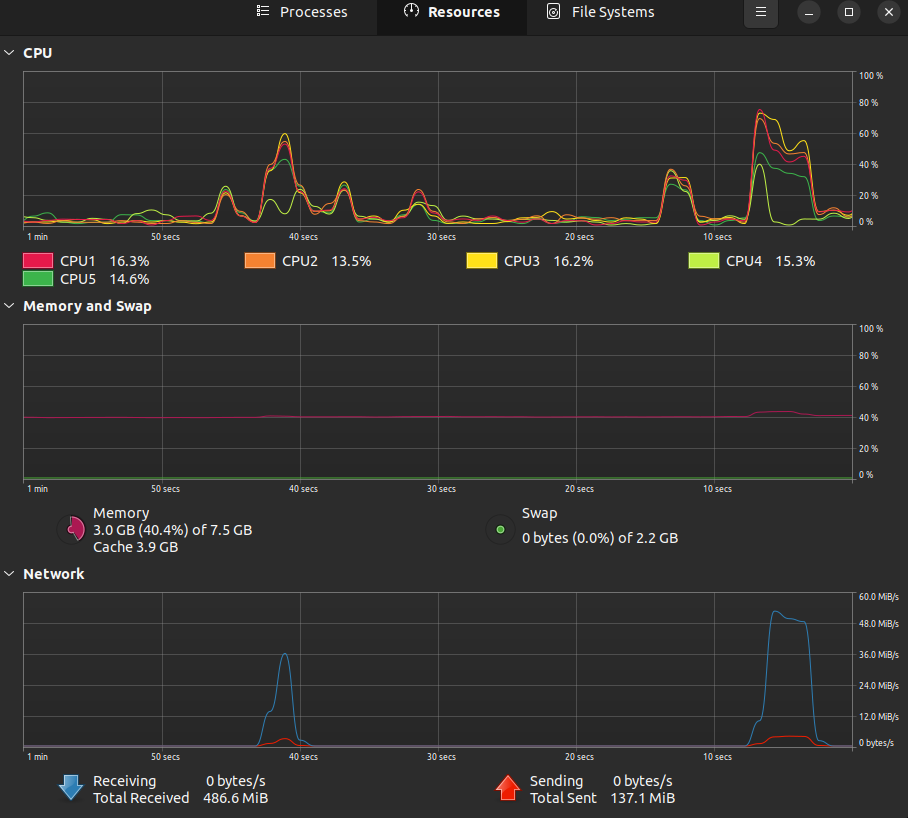 Processes
Resources
File Systems
CPU
100 %
80 %
60 %
40 %
20 %
0 %
1 min 50 secs 40 secs 30 secs 20 secs 10 secs
CPU1 16.3% CPU2 13.5% CPU3 16.2% CPU4 15.3%
CPU5 14.6%
Memory and Swap
100 %
80 %
60 %
40 %
20 %
0 %
1 min 50 secs 40 secs 30 secs 20 secs 10 secs
Memory
3.0 GB (40.4%) of 7.5 GB
Cache 3.9 GB
Swap
0 bytes (0.0%) of 2.2 GB
Network
60.0 MiB/s
48.0 MiB/s
36.0 MiB/s
24.0 MiB/s
12.0 MiB/s
0 bytes/s
1 min 50 secs 40 secs 30 secs 20 secs 10 secs
Receiving 0 bytes/s
Total Received 486.6 MiB
Sending 0 bytes/s
Total Sent 137.1 MiB